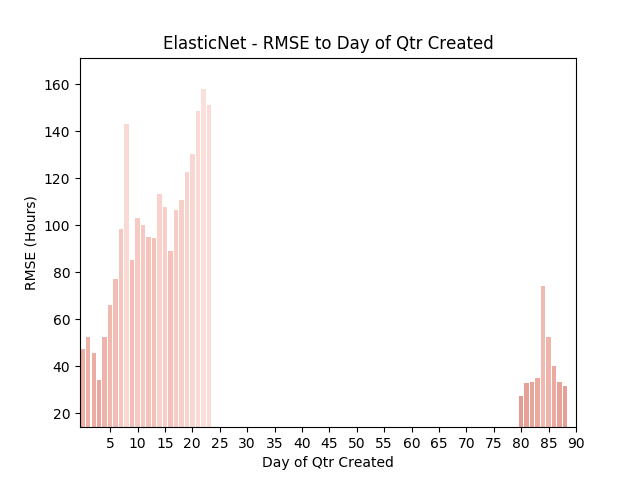 ElasticNet - RMSE to Day of Qtr Created
160
140
120
100
80
60
40
20
RMSE (Hours)
5 10 15 20 25 30 35 40 45 50 55 60 65 70 75 80 85 90
Day of Qtr Created